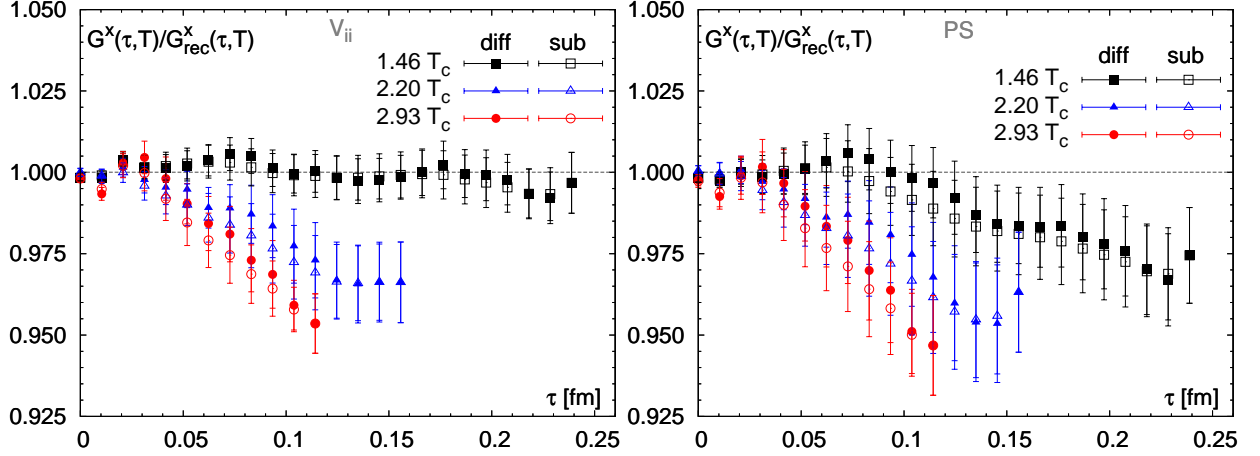 1.050
1.025
1.000
0.975
0.950
0.925
0
0.05
0.1
0.15
0.2
0.25
G^x(τ,T)/G^x_rec(τ,T)
V_ii
diff sub
1.46 T_c
2.20 T_c
2.93 T_c
τ [fm]
1.050
1.025
1.000
0.975
0.950
0.925
0
0.05
0.1
0.15
0.2
0.25
G^x(τ,T)/G^x_rec(τ,T)
PS
diff sub
1.46 T_c
2.20 T_c
2.93 T_c
τ [fm]